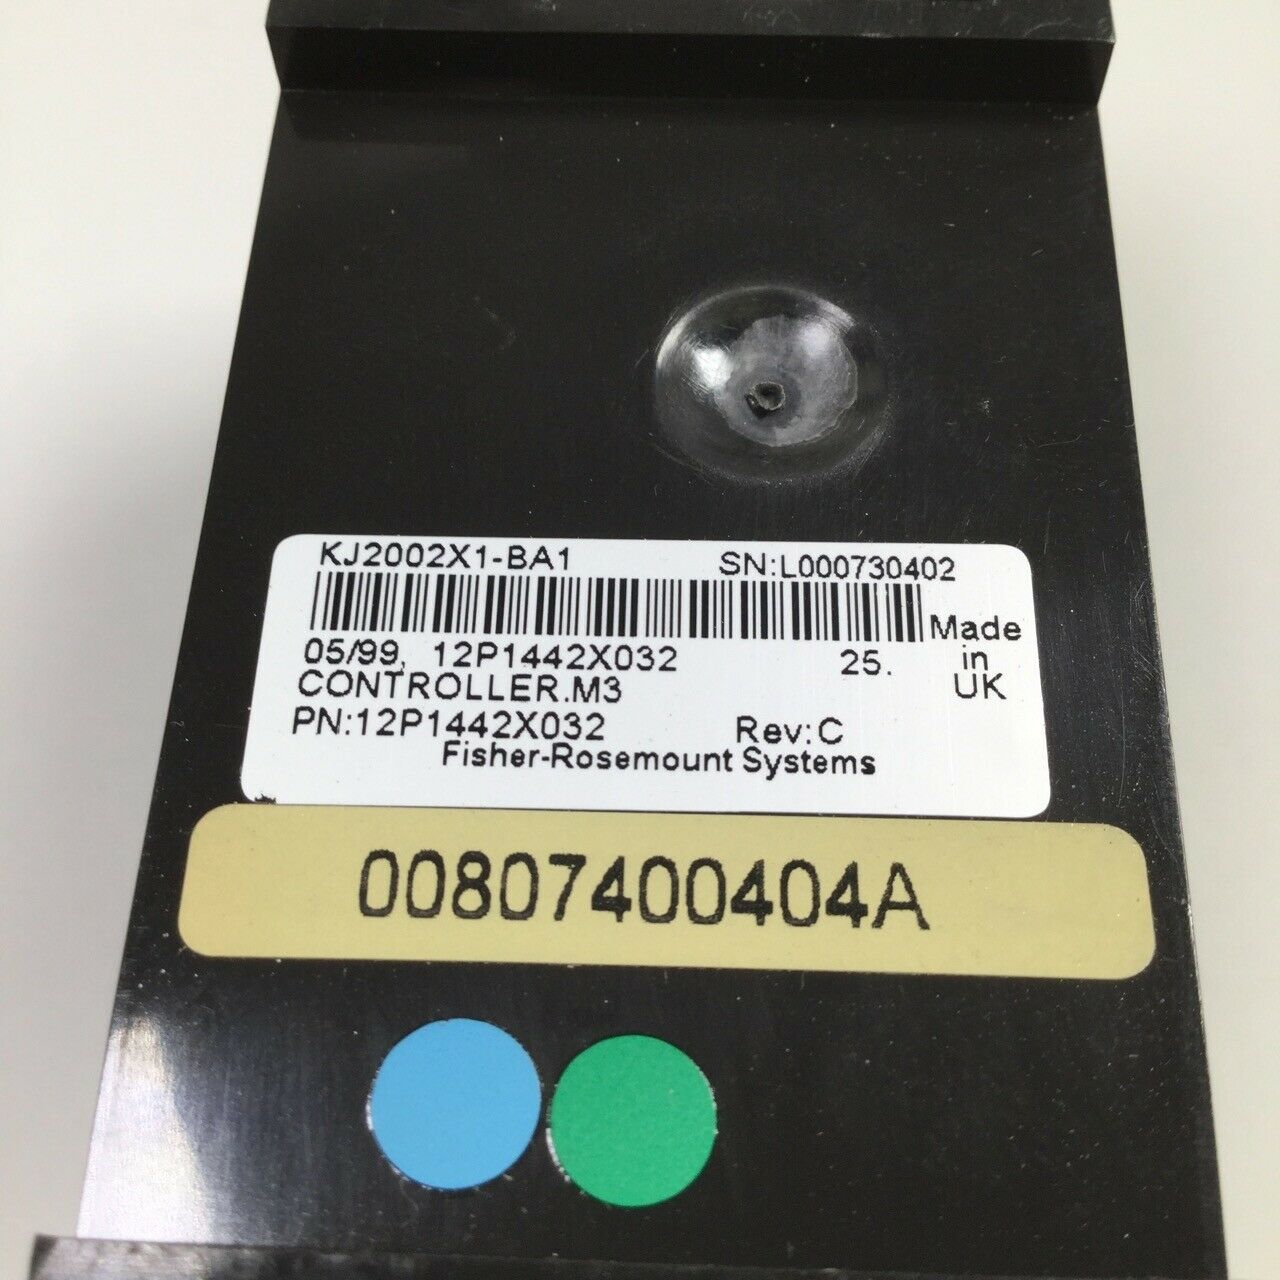 KJ2002X1-BA1 SN:L000730402
Made
05/99, 12P1442X032 25. in
CONTROLLER.M3 UK
PN:12P1442X032 Rev:C
Fisher-Rosemount Systems
00807400404A